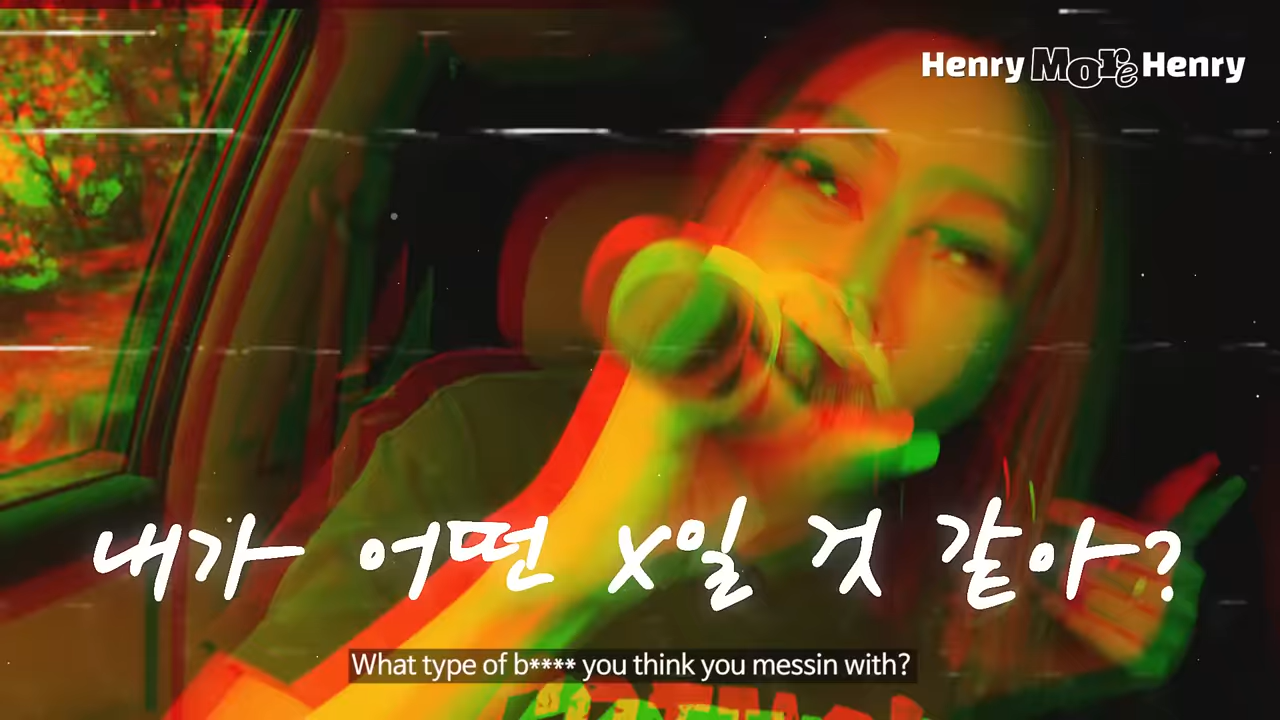 Henry More Henry
내가 어떤 X일 것 같아?
What type of b**** you think you messin with?